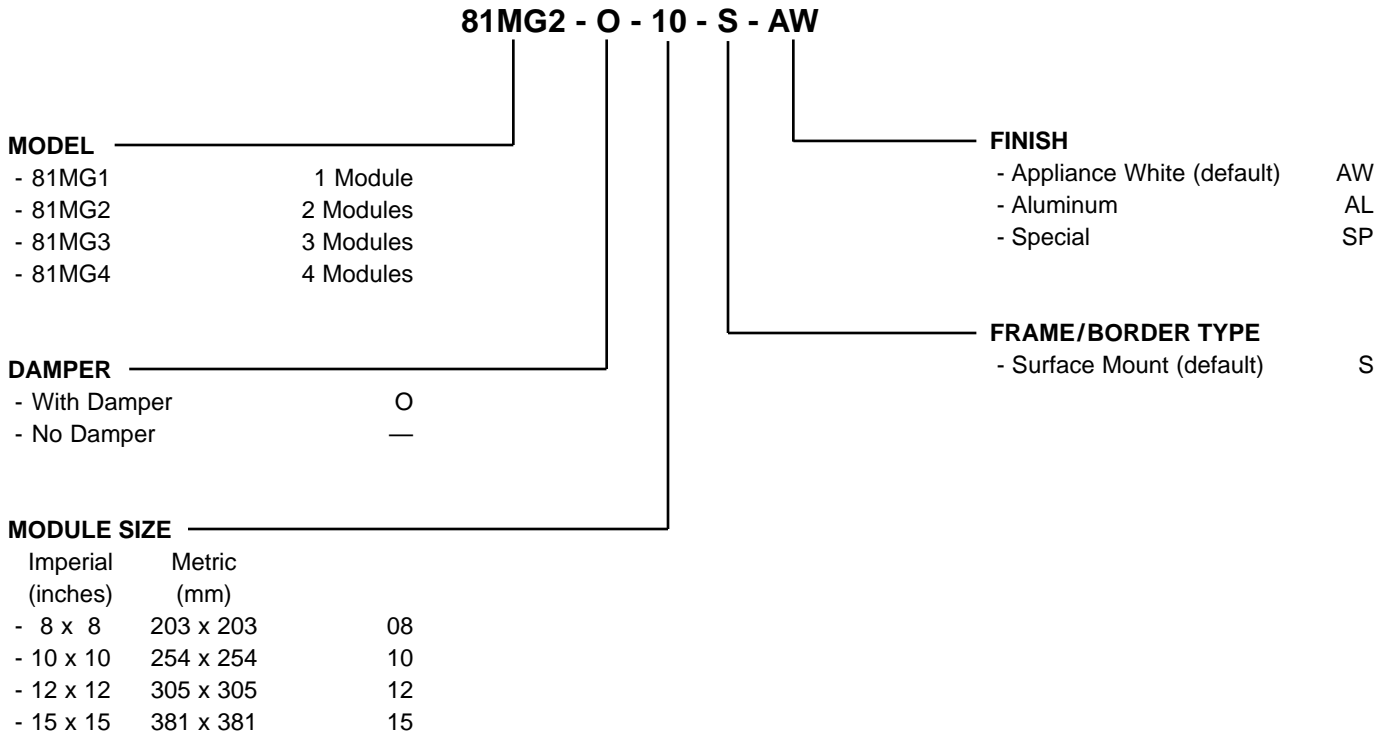 81MG2 - O - 10 - S - AW
MODEL
- 81MG1 1 Module
- 81MG2 2 Modules
- 81MG3 3 Modules
- 81MG4 4 Modules
DAMPER
- With Damper O
- No Damper —
MODULE SIZE
Imperial Metric
(inches) (mm)
- 8 x 8 203 x 203 08
- 10 x 10 254 x 254 10
- 12 x 12 305 x 305 12
- 15 x 15 381 x 381 15
FINISH
- Appliance White (default) AW
- Aluminum AL
- Special SP
FRAME/BORDER TYPE
- Surface Mount (default) S